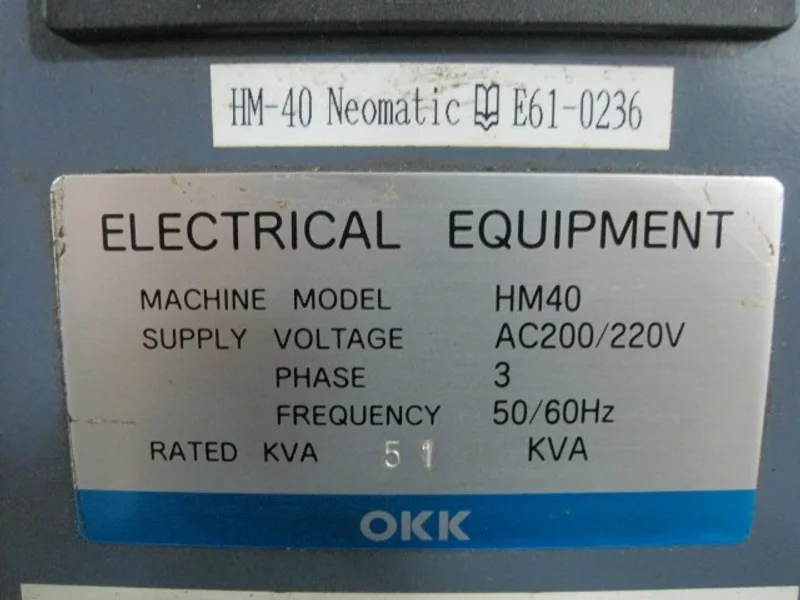 HM-40 Neomatic E61-0236
ELECTRICAL EQUIPMENT
MACHINE MODEL HM40
SUPPLY VOLTAGE AC200/220V
PHASE 3
FREQUENCY 50/60Hz
RATED KVA 51 KVA
OKK